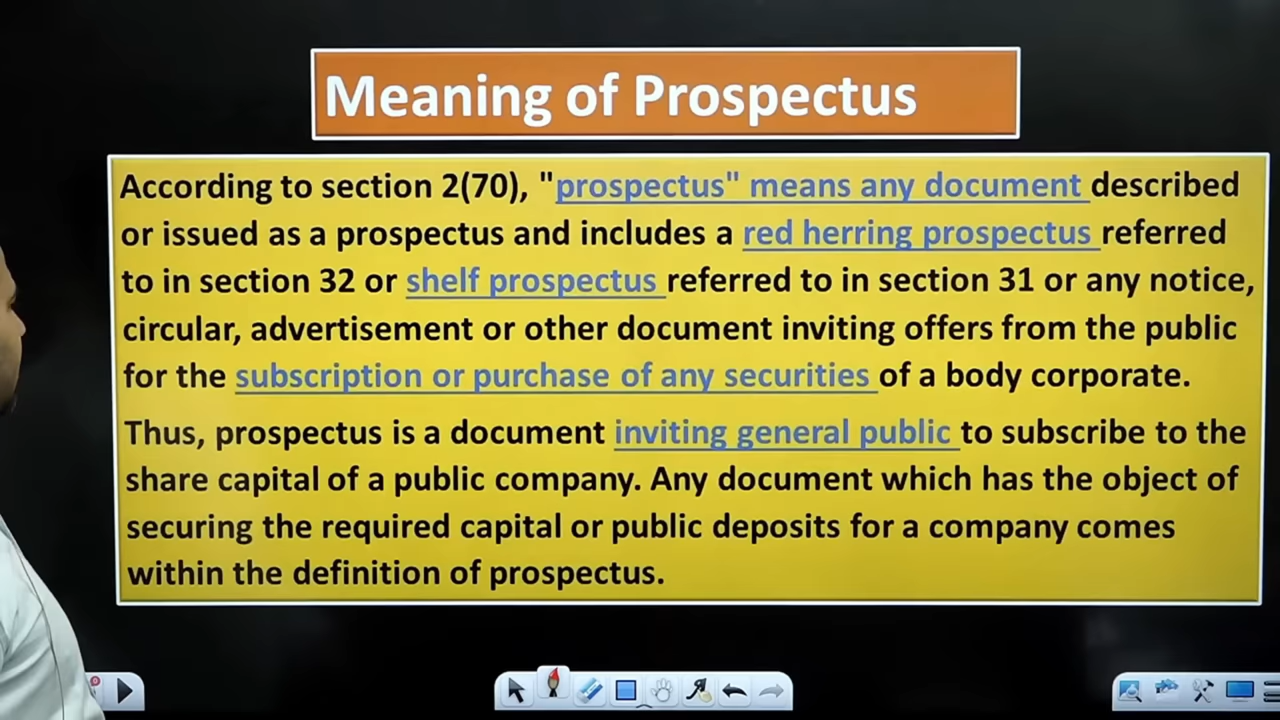 Meaning of Prospectus
According to section 2(70), "prospectus" means any document described
or issued as a prospectus and includes a red herring prospectus referred
to in section 32 or shelf prospectus referred to in section 31 or any notice,
circular, advertisement or other document inviting offers from the public
for the subscription or purchase of any securities of a body corporate.
Thus, prospectus is a document inviting general public to subscribe to the
share capital of a public company. Any document which has the object of
securing the required capital or public deposits for a company comes
within the definition of prospectus.